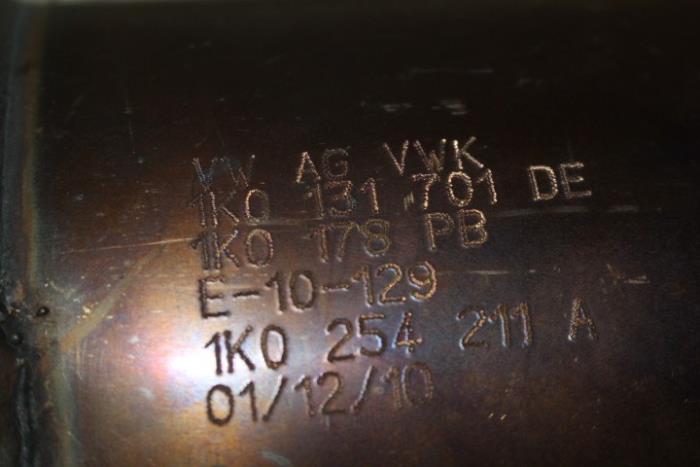 VW AG VWK
1K0 131 701 DE
1K0 178 PB
E-10-129
1K0 254 211 A
01/12/10